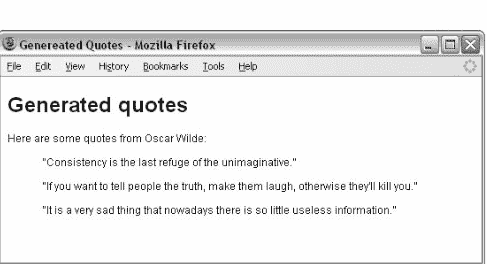 Genereated Quotes - Mozilla Firefox
File Edit View History Bookmarks Tools Help
Generated quotes
Here are some quotes from Oscar Wilde:
"Consistency is the last refuge of the unimaginative."
"If you want to tell people the truth, make them laugh, otherwise they'll kill you."
"It is a very sad thing that nowadays there is so little useless information."